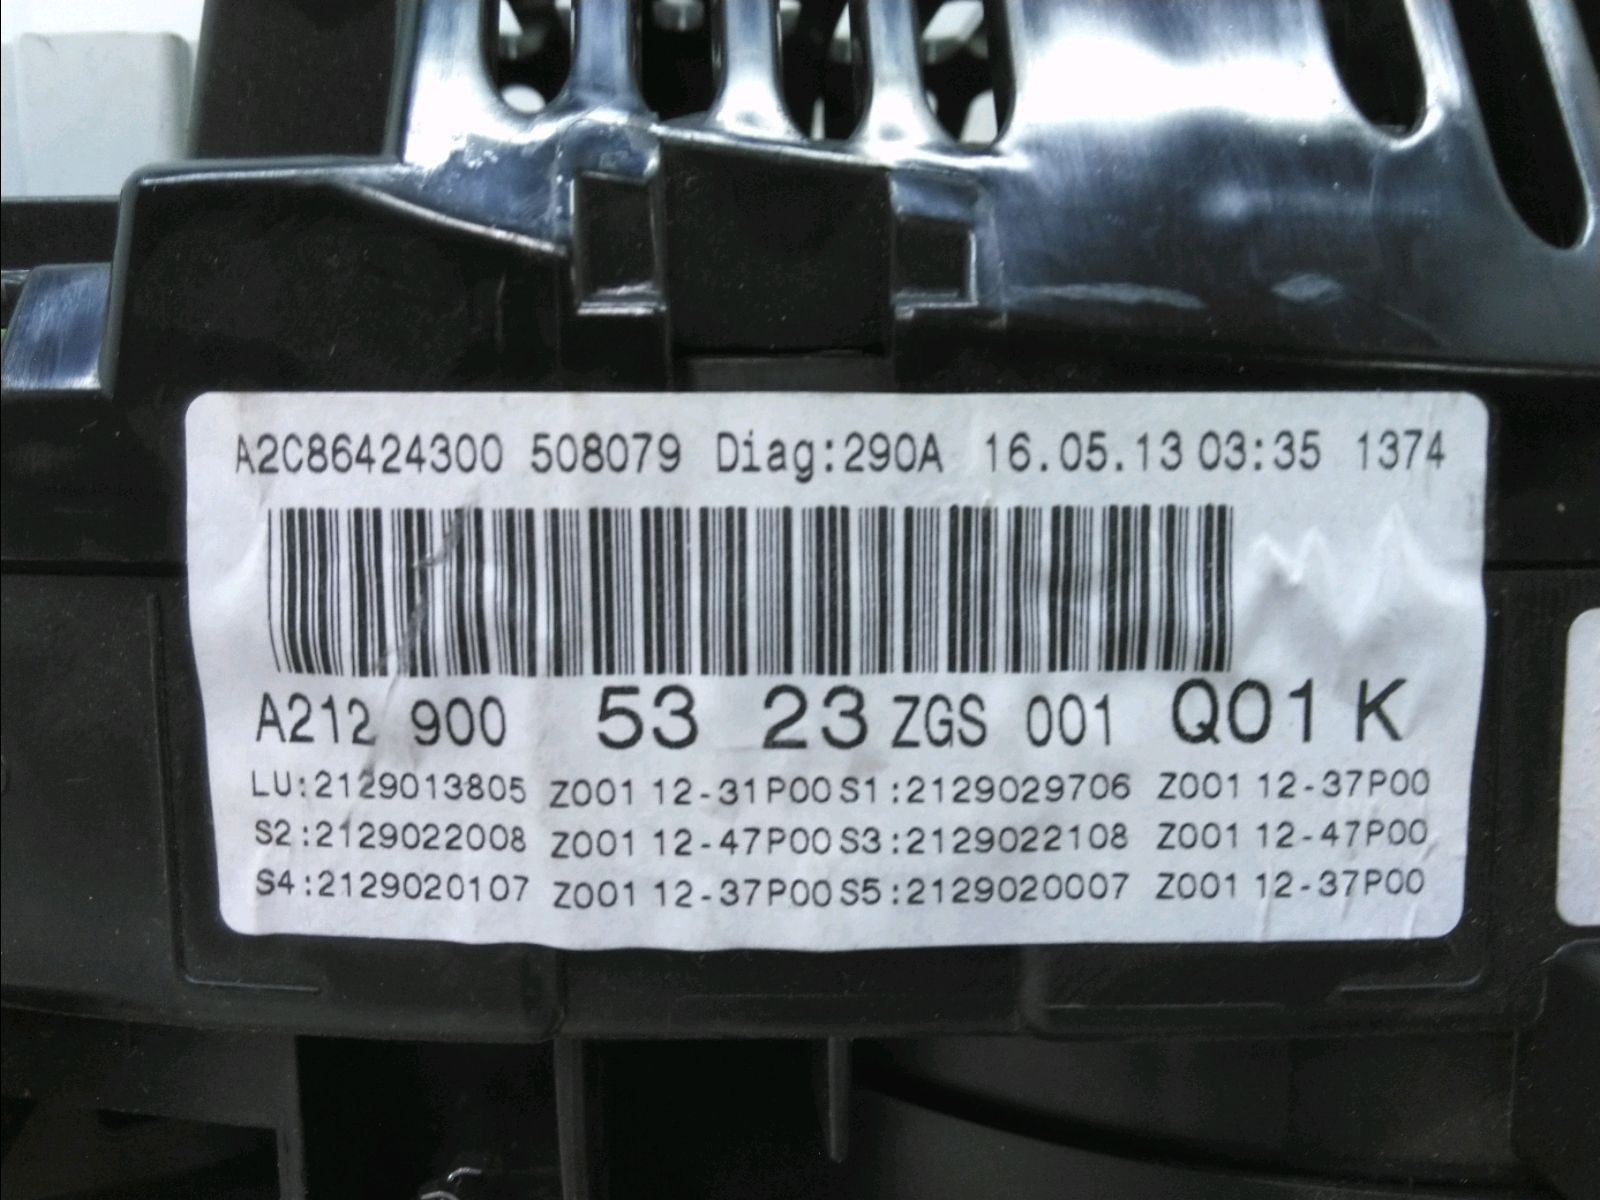 A2C86424300 508079 Diag:290A 16.05.13 03:35 1374
A212 900 53 23 ZGS 001 Q01 K
LU:2129013805 Z001 12-31P00 S1:2129029706 Z001 12-37P00
S2:2129022008 Z001 12-47P00 S3:2129022108 Z001 12-47P00
S4:2129020107 Z001 12-37P00 S5:2129020007 Z001 12-37P00